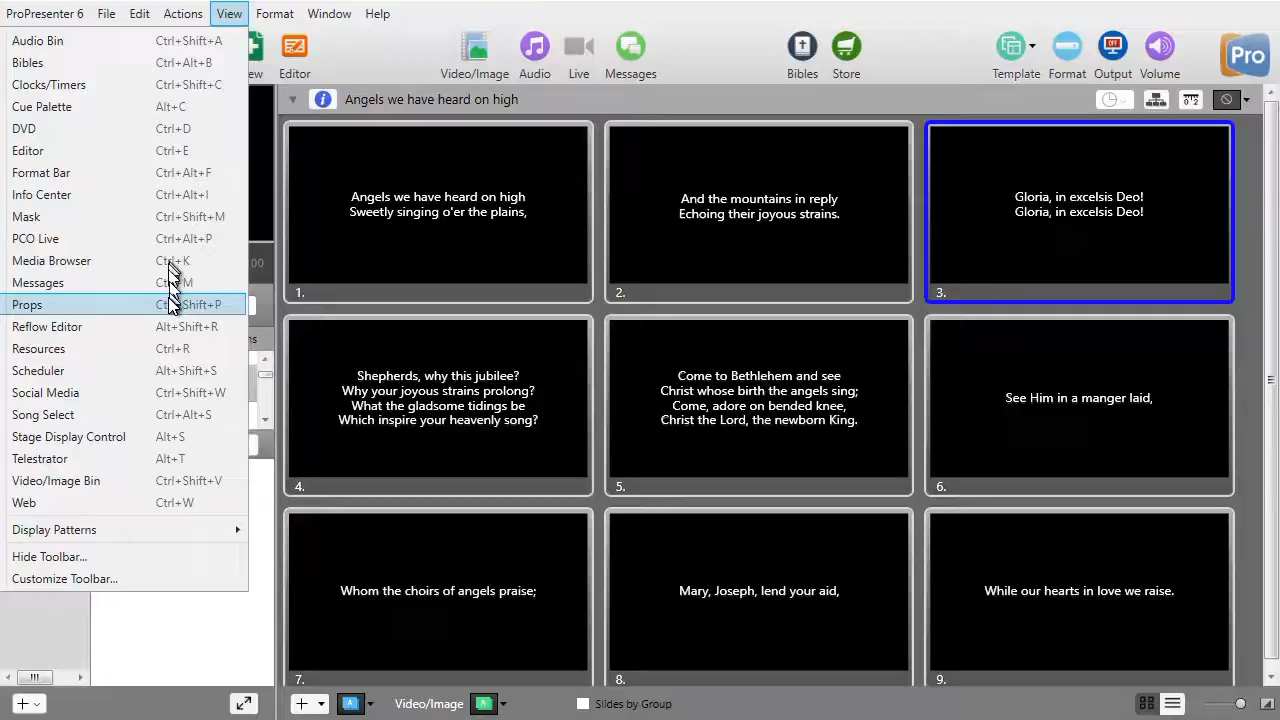 ProPresenter 6 File Edit Actions View Format Window Help
Audio Bin Ctrl+Shift+A
Bibles Ctrl+Alt+B
Clocks/Timers Ctrl+Shift+C
Cue Palette Alt+C
DVD Ctrl+D
Editor Ctrl+E
Format Bar Ctrl+Alt+F
Info Center Ctrl+Alt+I
Mask Ctrl+Shift+M
PCO Live Ctrl+Alt+P
Media Browser Ctrl+K
Messages
Props
Reflow Editor Alt+Shift+R
Resources Ctrl+R
Scheduler Alt+Shift+S
Social Media Ctrl+Shift+W
Song Select Ctrl+Alt+S
Stage Display Control Alt+S
Telestrator Alt+T
Video/Image Bin Ctrl+Shift+V
Web Ctrl+W
Display Patterns
Hide Toolbar...
Customize Toolbar...
Editor
Video/Image Audio Live Messages
Bibles Store
Template Format Output Volume
OFF
Pro
Angels we have heard on high
Angels we have heard on high
Sweetly singing o'er the plains,
1.
And the mountains in reply
Echoing their joyous strains.
2.
Gloria, in excelsis Deo!
Gloria, in excelsis Deo!
3.
Shepherds, why this jubilee?
Why your joyous strains prolong?
What the gladsome tidings be
Which inspire your heavenly song?
4.
Come to Bethlehem and see
Christ whose birth the angels sing;
Come, adore on bended knee,
Christ the Lord, the newborn King.
5.
See Him in a manger laid,
6.
Whom the choirs of angels praise;
7.
Mary, Joseph, lend your aid,
8.
While our hearts in love we raise.
9.
Video/Image
Slides by Group